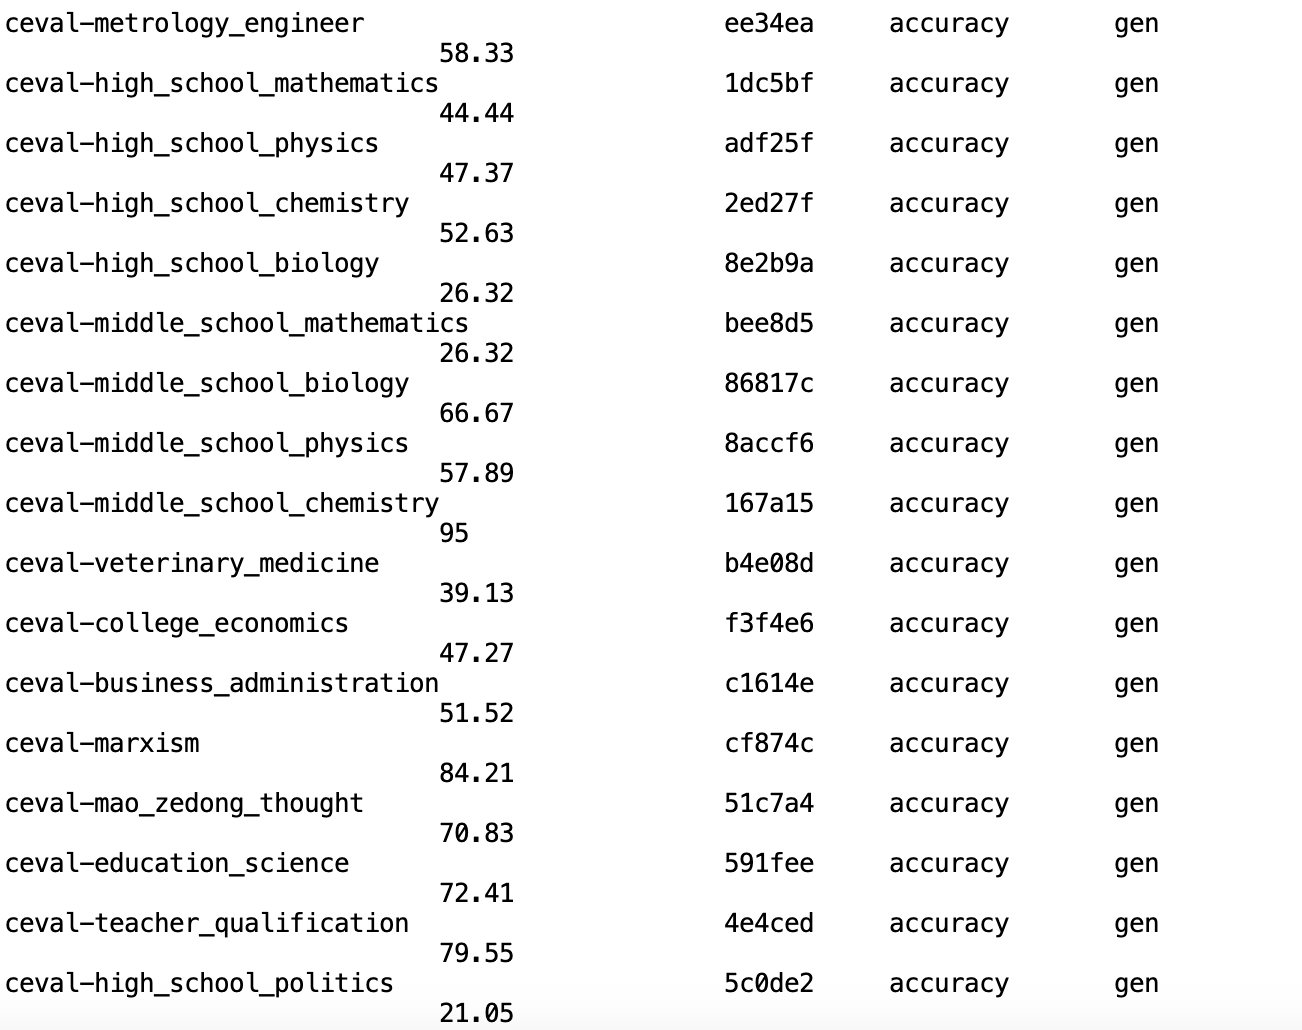 ceval-metrology_engineer ee34ea accuracy gen
58.33
ceval-high_school_mathematics 1dc5bf accuracy gen
44.44
ceval-high_school_physics adf25f accuracy gen
47.37
ceval-high_school_chemistry 2ed27f accuracy gen
52.63
ceval-high_school_biology 8e2b9a accuracy gen
26.32
ceval-middle_school_mathematics bee8d5 accuracy gen
26.32
ceval-middle_school_biology 86817c accuracy gen
66.67
ceval-middle_school_physics 8accf6 accuracy gen
57.89
ceval-middle_school_chemistry 167a15 accuracy gen
95
ceval-veterinary_medicine b4e08d accuracy gen
39.13
ceval-college_economics f3f4e6 accuracy gen
47.27
ceval-business_administration c1614e accuracy gen
51.52
ceval-marxism cf874c accuracy gen
84.21
ceval-mao_zedong_thought 51c7a4 accuracy gen
70.83
ceval-education_science 591fee accuracy gen
72.41
ceval-teacher_qualification 4e4ced accuracy gen
79.55
ceval-high_school_politics 5c0de2 accuracy gen
21.05